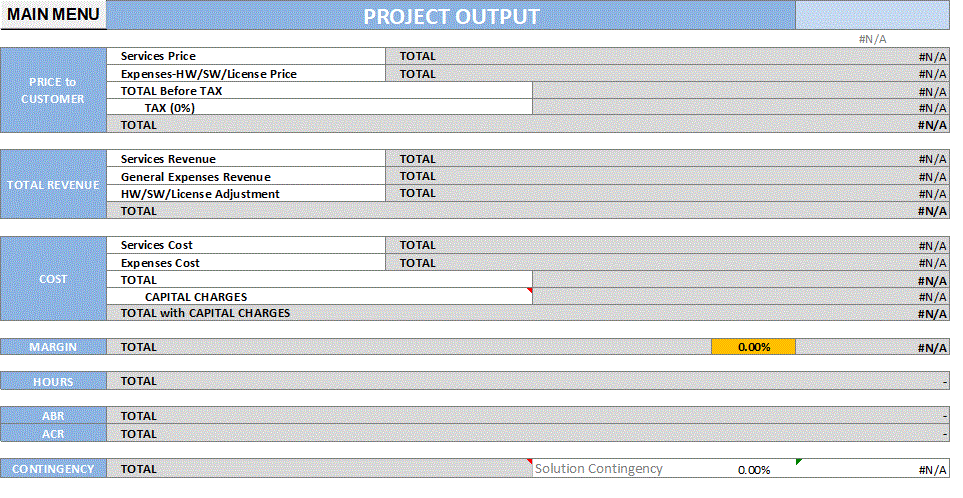 MAIN MENU PROJECT OUTPUT
#N/A
PRICE to CUSTOMER
Services Price TOTAL #N/A
Expenses-HW/SW/License Price TOTAL #N/A
TOTAL Before TAX #N/A
TAX (0%) #N/A
TOTAL #N/A
TOTAL REVENUE
Services Revenue TOTAL #N/A
General Expenses Revenue TOTAL #N/A
HW/SW/License Adjustment TOTAL #N/A
TOTAL #N/A
COST
Services Cost TOTAL #N/A
Expenses Cost TOTAL #N/A
TOTAL #N/A
CAPITAL CHARGES #N/A
TOTAL with CAPITAL CHARGES #N/A
MARGIN TOTAL 0.00% #N/A
HOURS TOTAL -
ABR TOTAL -
ACR TOTAL -
CONTINGENCY TOTAL Solution Contingency 0.00% #N/A